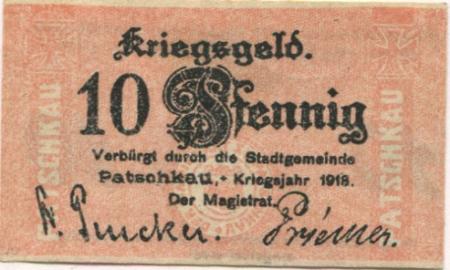 Kriegsgeld.
10 Pfennig
Verbürgt durch die Stadtgemeinde
Patschkau, + Kriegsjahr 1918.
Der Magistrat.
PATSCHKAU
PATSCHKAU